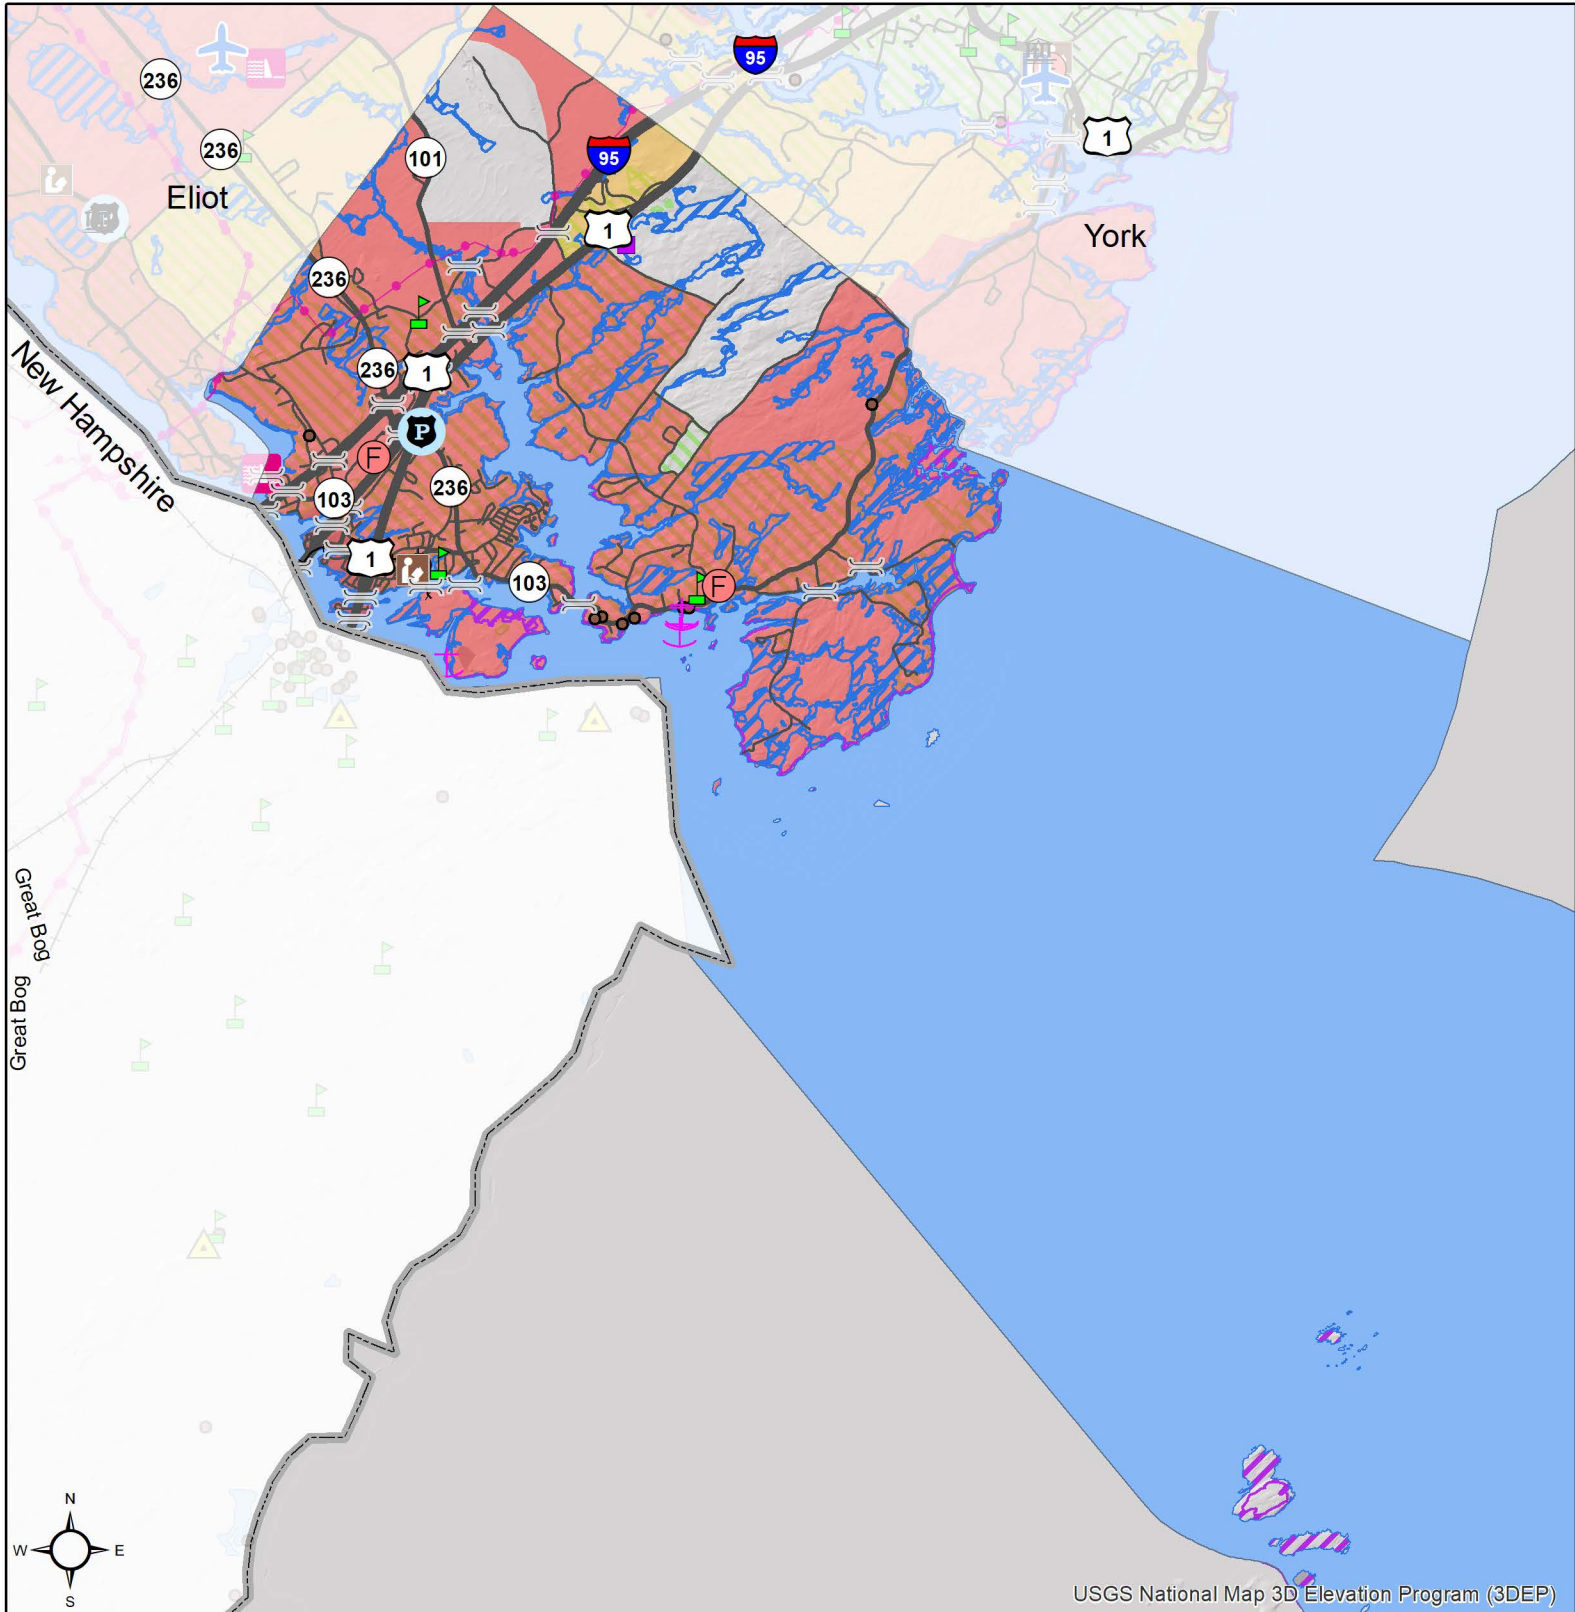 95
236
1
236
101
95
Eliot
1
York
236
236
1
New Hampshire
P
F
103
236
1
103
F
Great Bog
Great Bog
N
W
E
S
USGS National Map 3D Elevation Program (3DEP)